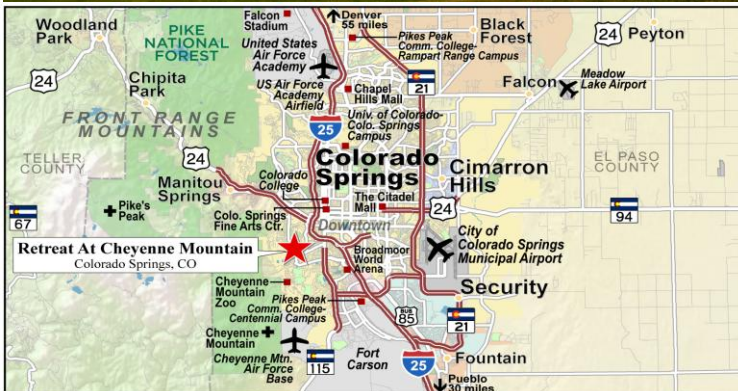 Woodland
Park
PIKE
NATIONAL
FOREST
24
Chipita
Park
FRONT RANGE
MOUNTAINS
TELLER
COUNTY
67
Pike's
Peak
24
Manitou
Springs
Falcon
Stadium
United States
Air Force
Academy
US Air Force
Academy
Airfield
Denver
55 miles
Pikes Peak
Comm. College-
Rampart Range Campus
Black
Forest
24
Peyton
21
Falcon
Meadow
Lake Airport
Chapel
Hills Mall
25
Univ. of Colorado-
Colo. Springs
Campus
Colorado
Springs
Cimarron
Hills
EL PASO
COUNTY
Colorado
College
The Citadel
Mall
24
94
Colo. Springs
Fine Arts Ctr.
Downtown
Retreat At Cheyenne Mountain
Colorado Springs, CO
Broadmoor
World
Arena
City of
Colorado Springs
Municipal Airport
Cheyenne
Mountain
Zoo
Pikes Peak
Comm. College-
Centennial Campus
Security
BUS
85
21
Cheyenne
Mountain
Cheyenne Mtn.
Air Force
Base
115
Fort
Carson
25
Fountain
Pueblo
30 miles